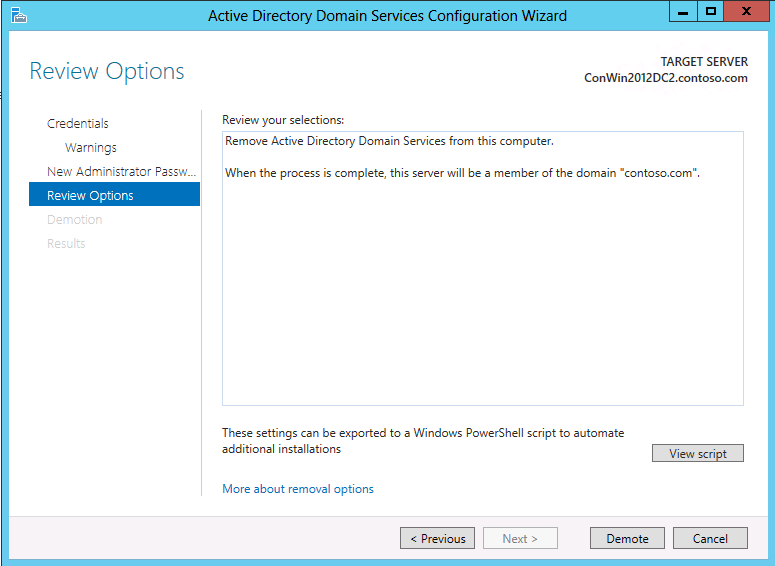 Active Directory Domain Services Configuration Wizard
Review Options
TARGET SERVER
ConWin2012DC2.contoso.com
Credentials
Warnings
New Administrator Passw...
Review Options
Demotion
Results
Review your selections:
Remove Active Directory Domain Services from this computer.
When the process is complete, this server will be a member of the domain "contoso.com".
These settings can be exported to a Windows PowerShell script to automate
additional installations
View script
More about removal options
< Previous
Next >
Demote
Cancel